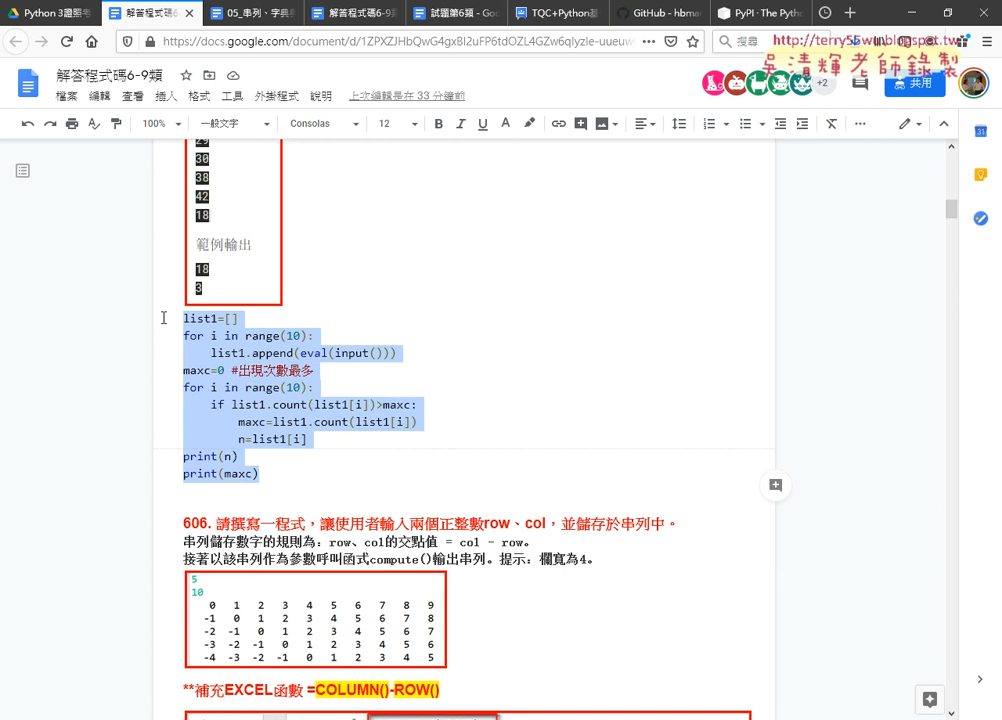 Python 3證照考
解答程式碼6-
05_串列、字典與
解答程式碼6-9類
試題第6類 - Goo
TQC+Python基
GitHub - hbma
PyPI · The Pytho
https://docs.google.com/document/d/1ZPXZJHbQwG4gxBl2uFP6tdOZL4GZw6qIyzle-uueuw
搜尋
http://terry55wu.blogspot.tw
吳清輝老師錄製
解答程式碼6-9類
+2
共用
檔案 編輯 查看 插入 格式 工具 外掛程式 說明 上次編輯是在 33 分鐘前
100% 一般文字 Consolas 12
29
30
38
42
18
範例輸出
18
3
list1=[]
for i in range(10):
    list1.append(eval(input()))
maxc=0 #出現次數最多
for i in range(10):
    if list1.count(list1[i])>maxc:
        maxc=list1.count(list1[i])
        n=list1[i]
print(n)
print(maxc)
606. 請撰寫一程式，讓使用者輸入兩個正整數row、col，並儲存於串列中。
串列儲存數字的規則為：row、col的交點值 = col - row。
接著以該串列作為參數呼叫函式compute()輸出串列。提示：欄寬為4。
5
10
0 1 2 3 4 5 6 7 8 9
-1 0 1 2 3 4 5 6 7 8
-2 -1 0 1 2 3 4 5 6 7
-3 -2 -1 0 1 2 3 4 5 6
-4 -3 -2 -1 0 1 2 3 4 5
**補充EXCEL函數 =COLUMN()-ROW()